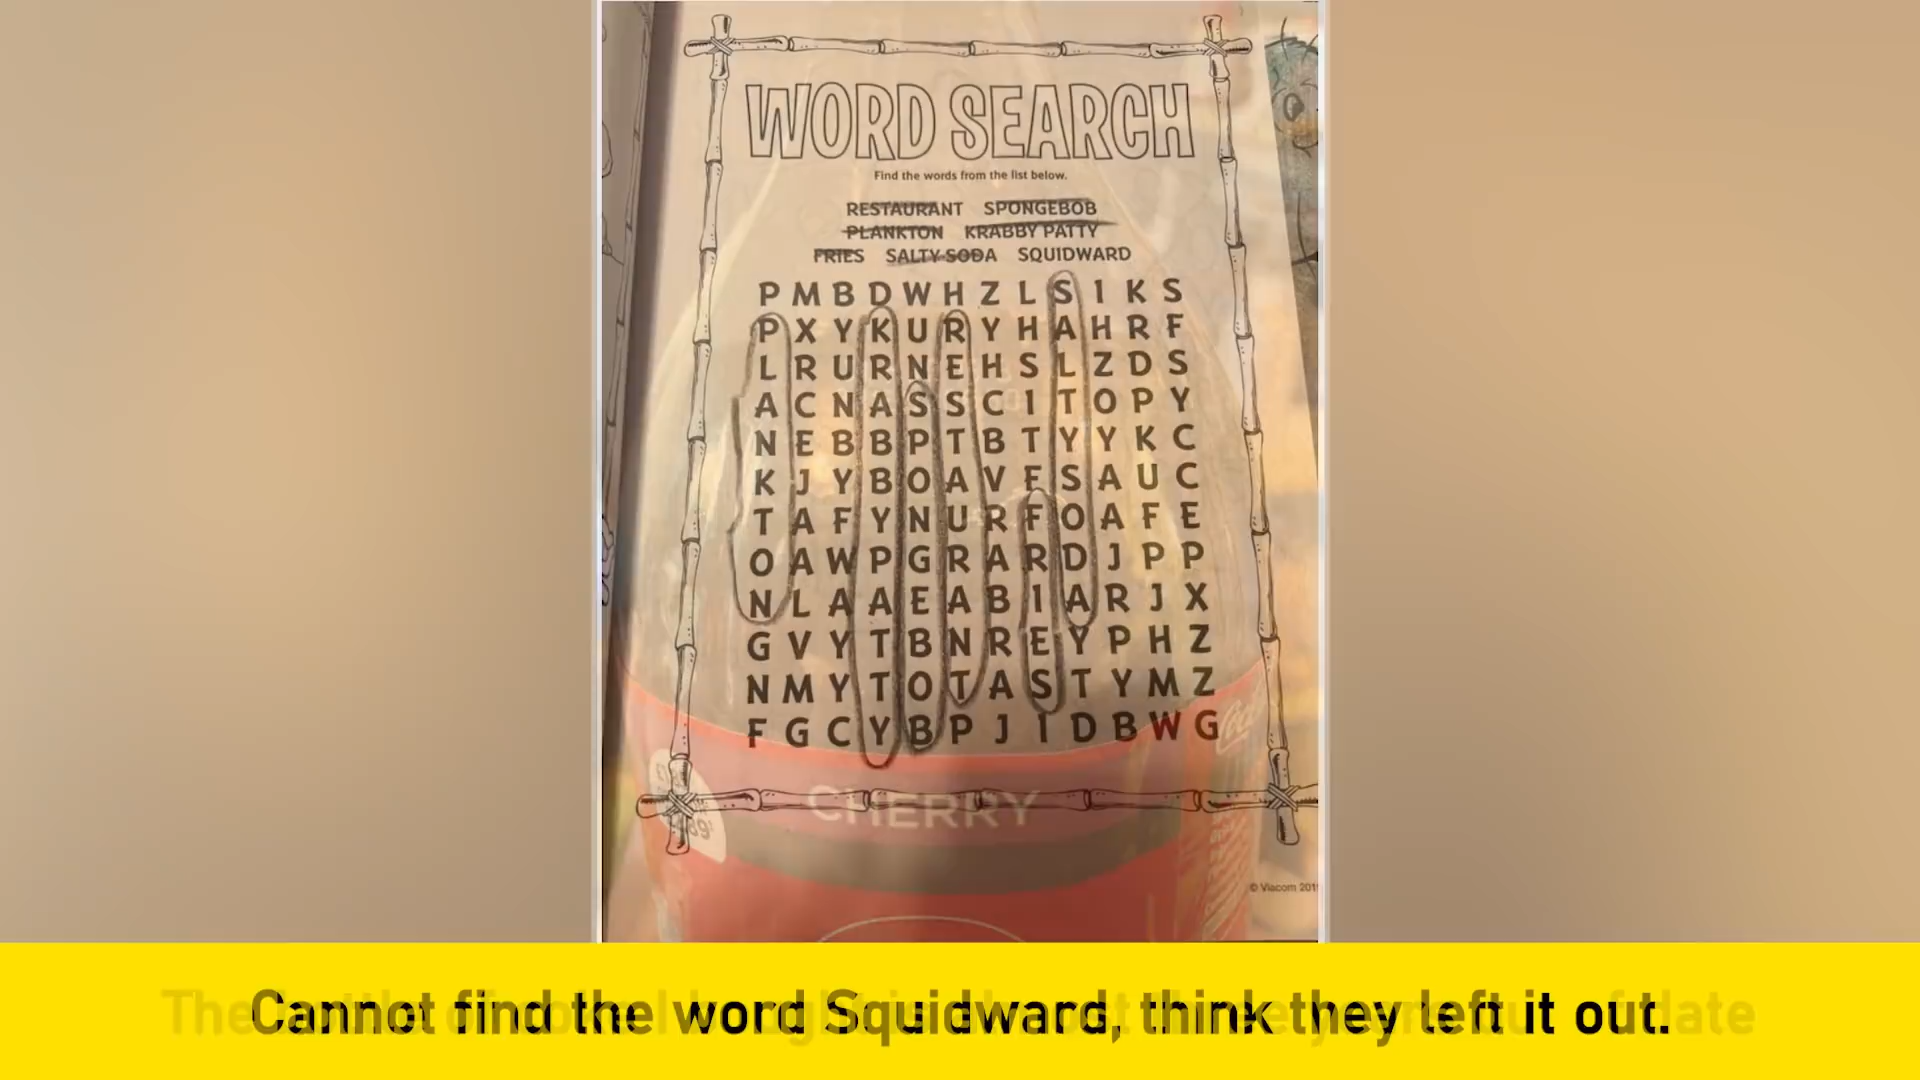 WORD SEARCH
Find the words from the list below.
RESTAURANT SPONGEBOB
PLANKTON KRABBY PATTY
FRIES SALTY SODA SQUIDWARD
P M B D W H Z L S I K S
P X Y K U R Y H A H R F
L R U R N E H S L Z D S
A C N A S S C I T O P Y
N E B B P T B T Y Y K C
K J Y B O A V E S A U C
T A F Y N U R F O A F E
O A W P G R A R D J P P
N L A A E A B I A R J X
G V Y T B N R E Y P H Z
N M Y T O T A S T Y M Z
F G C Y B P J I D B W G
CHERRY
© Viacom 201
Cannot find the word Squidward, think they left it out.